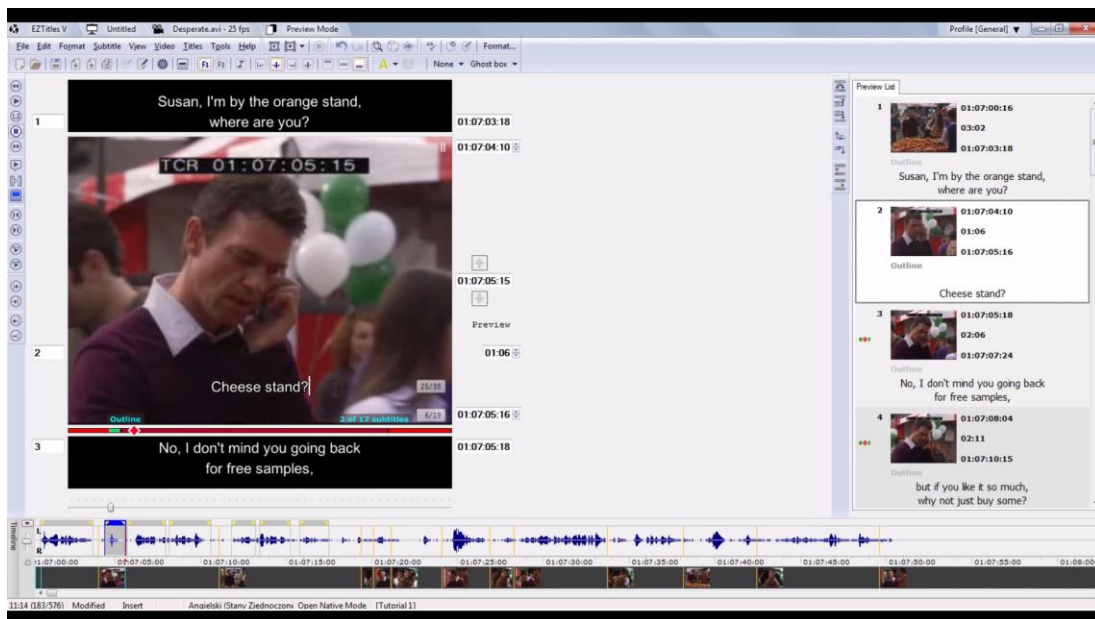 EZTitles V Untitled Desperate.avi - 25 fps Preview Mode Profile [General]
File Edit Format Subtitle View Video Titles Tools Help Format...
F1 F2 I A None Ghost box
Susan, I'm by the orange stand,
where are you?
1
01:07:03:18
01:07:04:10
TCR 01:07:05:15
01:07:05:15
Preview
2
01:06
Cheese stand?
25/38
Outline
2 of 17 subtitles
6/19
01:07:05:16
3
No, I don't mind you going back
for free samples,
01:07:05:18
Preview List
1
01:07:00:16
03:02
01:07:03:18
Outline
Susan, I'm by the orange stand,
where are you?
2
01:07:04:10
01:06
01:07:05:16
Outline
Cheese stand?
3
01:07:05:18
02:06
01:07:07:24
Outline
No, I don't mind you going back
for free samples,
4
01:07:08:04
02:11
01:07:10:15
Outline
but if you like it so much,
why not just buy some?
Timeline
L
R
01:07:05:00 01:07:10:00 01:07:15:00 01:07:20:00 01:07:25:00 01:07:30:00 01:07:35:00 01:07:40:00 01:07:45:00 01:07:50:00 01:07:55:00 01:08:00
11:14 (183/576) Modified Insert Angielski (Stany Zjednoczone Open Native Mode [Tutorial 1]